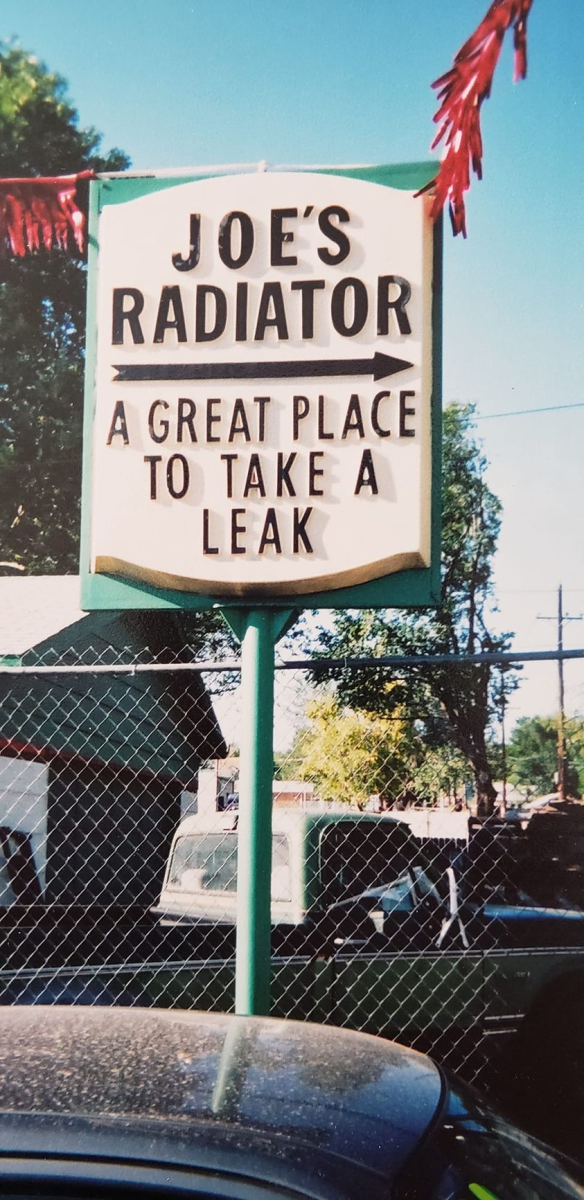 JOE'S
RADIATOR
A GREAT PLACE
TO TAKE A
LEAK